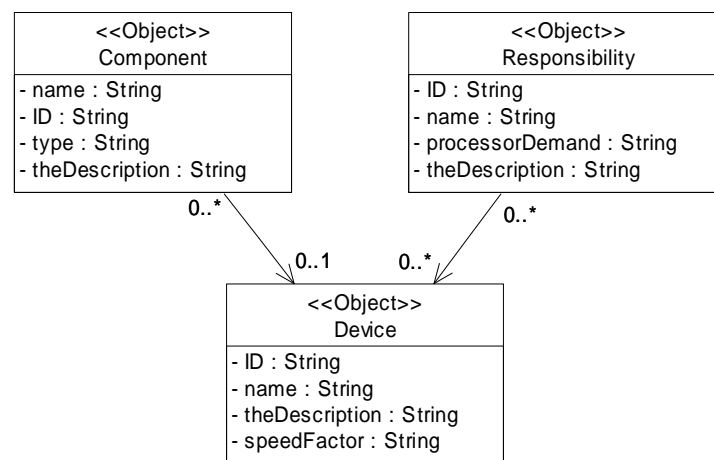 <<Object>>
Component
- name : String
- ID : String
- type : String
- theDescription : String
<<Object>>
Responsibility
- ID : String
- name : String
- processorDemand : String
- theDescription : String
0..*
0..1
0..*
0..*
<<Object>>
Device
- ID : String
- name : String
- theDescription : String
- speedFactor : String